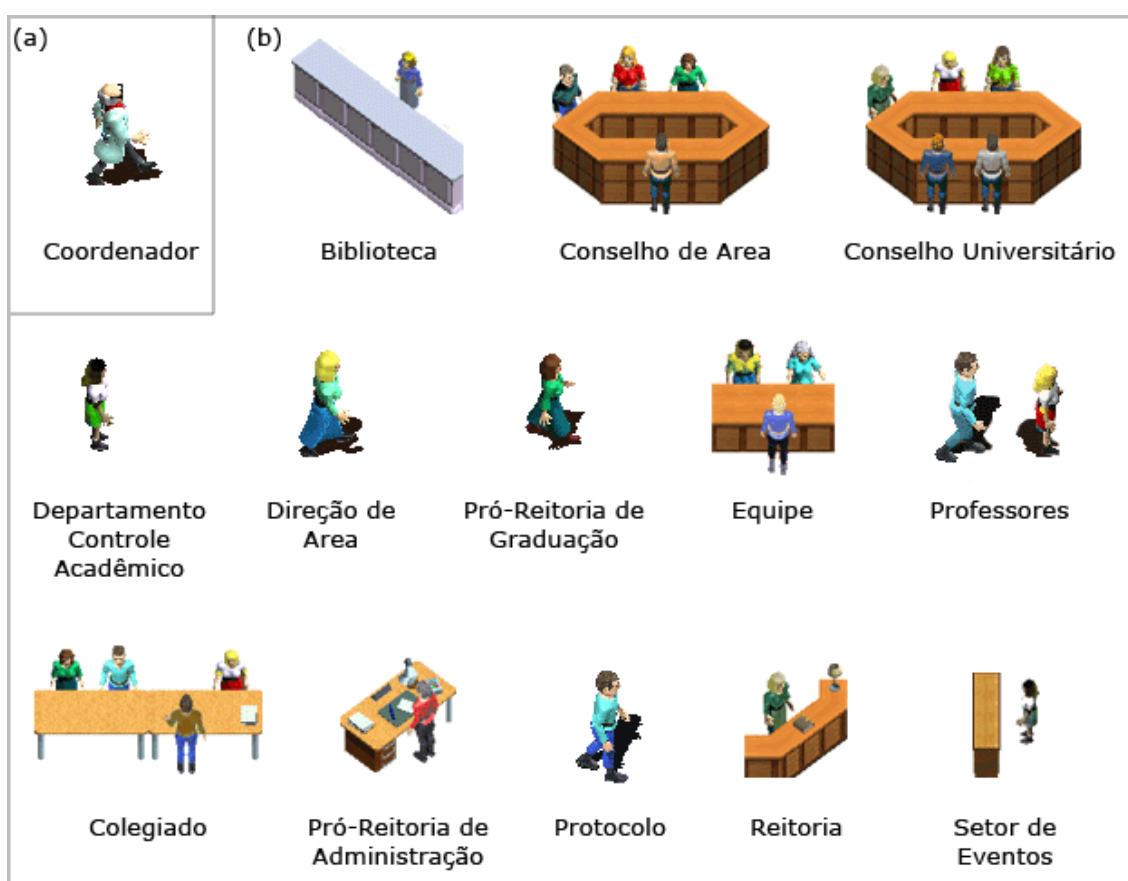 (a)
(b)
Coordenador
Biblioteca
Conselho de Area
Conselho Universitário
Departamento
Controle
Acadêmico
Direção de
Area
Pró-Reitoria de
Graduação
Equipe
Professores
Colegiado
Pró-Reitoria de
Administração
Protocolo
Reitoria
Setor de
Eventos